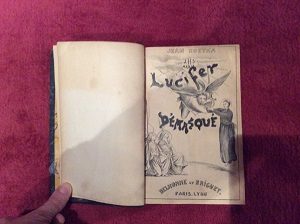 JEAN KOSTKA
Lucifer
DÉMASQUÉ
DELHOMME ET BRIGUET.
PARIS. LYON